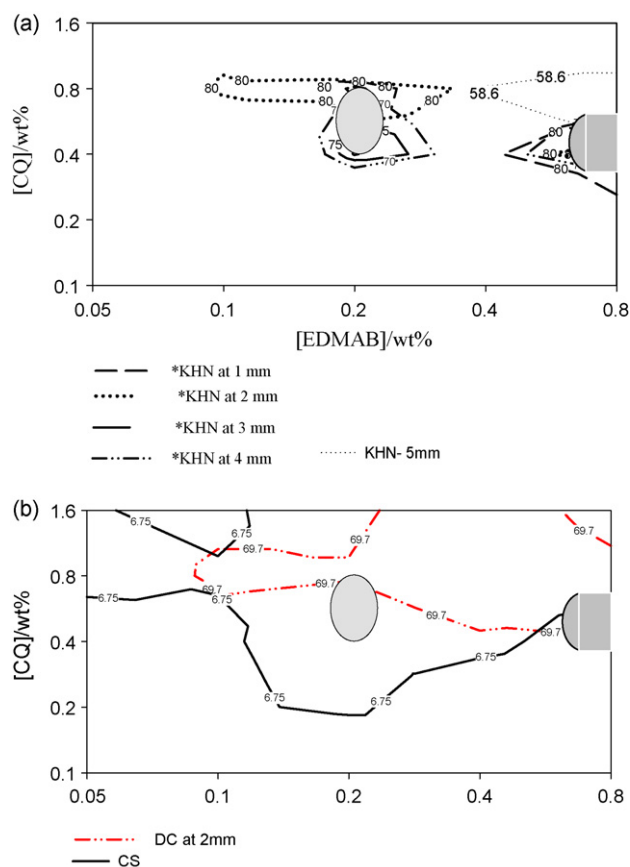 (a)
1.6
0.8
0.4
0.2
0.1
[CQ]/wt%
80 80 80 80 58.6
80 80 80 58.6
75 70
80
70
80
80
0.05 0.1 0.2 0.4 0.8
[EDMAB]/wt%
*KHN at 1 mm
*KHN at 2 mm
*KHN at 3 mm
*KHN at 4 mm
KHN- 5mm
(b)
1.6
0.8
0.4
0.2
0.1
[CQ]/wt%
6.75 69.7 69.7
6.75 69.7
69.7 69.7
6.75 6.75
69.7 69.7
6.75
6.75
6.75 6.75
0.05 0.1 0.2 0.4 0.8
DC at 2mm
CS